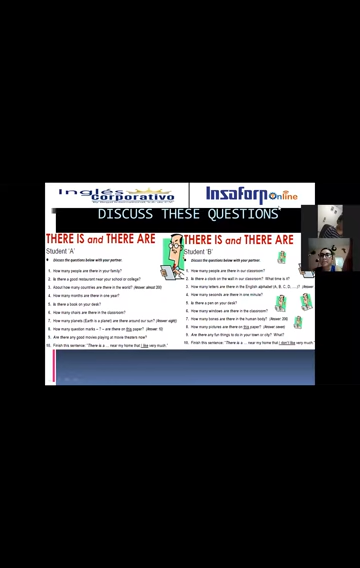 Inglés
Corporativo
Insaforp Online
DISCUSS THESE QUESTIONS
THERE IS and THERE ARE
Student 'A'
Discuss the questions below with your partner.
1. How many people are there in your family?
2. Is there a good restaurant near your school or college?
3. About how many countries are there in the world? (Answer about 200)
4. How many months are there in one year?
5. Is there a book on your desk?
6. How many chairs are there in the classroom?
7. How many planets (Earth is a planet) are there around our sun? (Answer eight)
8. How many question marks – ? – are there on this paper? (Answer 10)
9. Are there any good movies playing at movie theaters now?
10. Finish this sentence: "There is a ... near my home that I like very much."
THERE IS and THERE ARE
Student 'B'
Discuss the questions below with your partner.
1. How many people are there in our classroom?
2. Is there a clock on the wall in our classroom? What time is it?
3. How many letters are there in the English alphabet (A, B, C, D, ...)?
4. How many seconds are there in one minute?
5. Is there a pen on your desk?
6. How many windows are there in the classroom?
7. How many bones are there in the human body? (Answer 206)
8. How many pictures are there on this paper? (Answer seven)
9. Are there any fun things to do in your town or city? What?
10. Finish this sentence: "There is a ... near my home that I don't like very much."